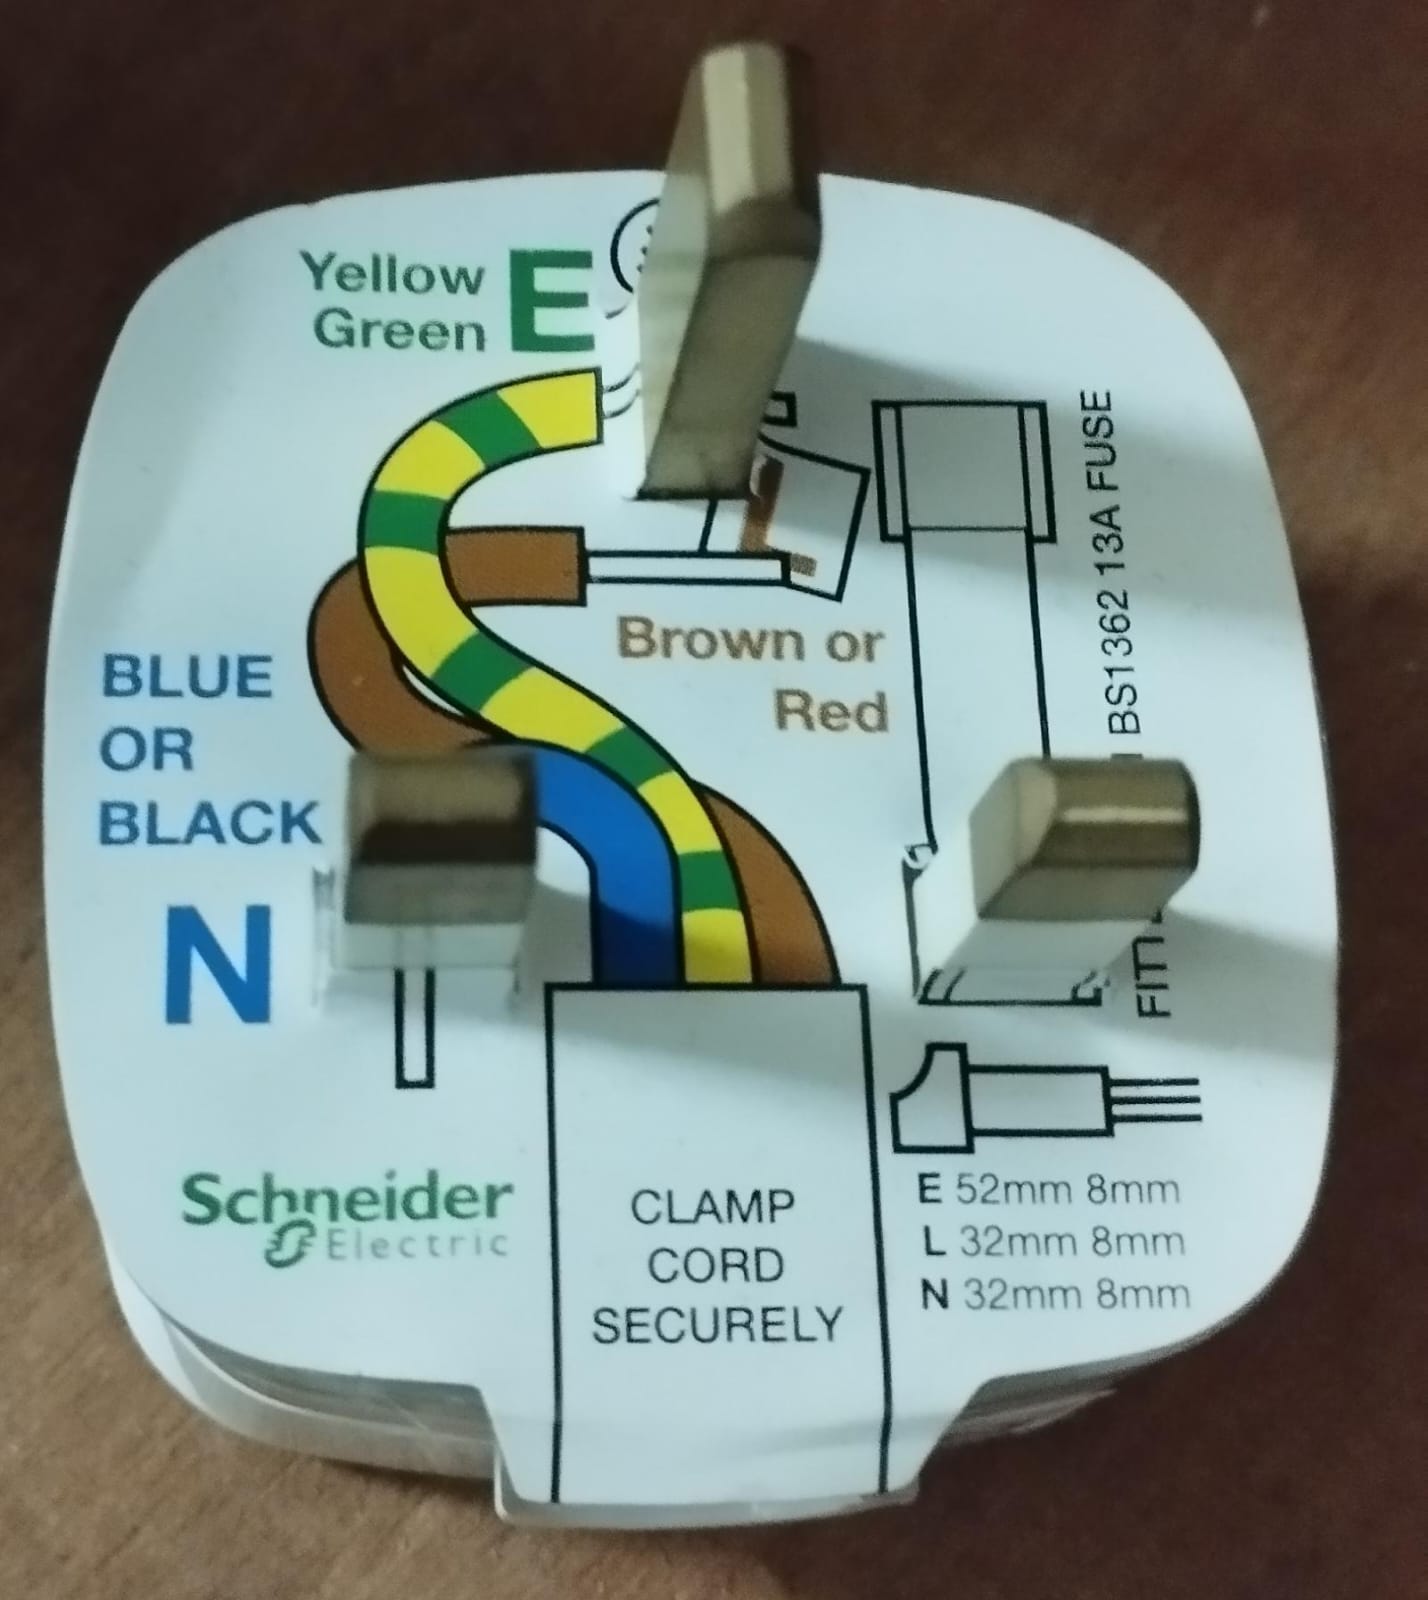 Yellow E
Green
L
Brown or
Red
BLUE
OR
BLACK
N
BS1362 13A FUSE
Schneider
Electric
CLAMP
CORD
SECURELY
E 52mm 8mm
L 32mm 8mm
N 32mm 8mm